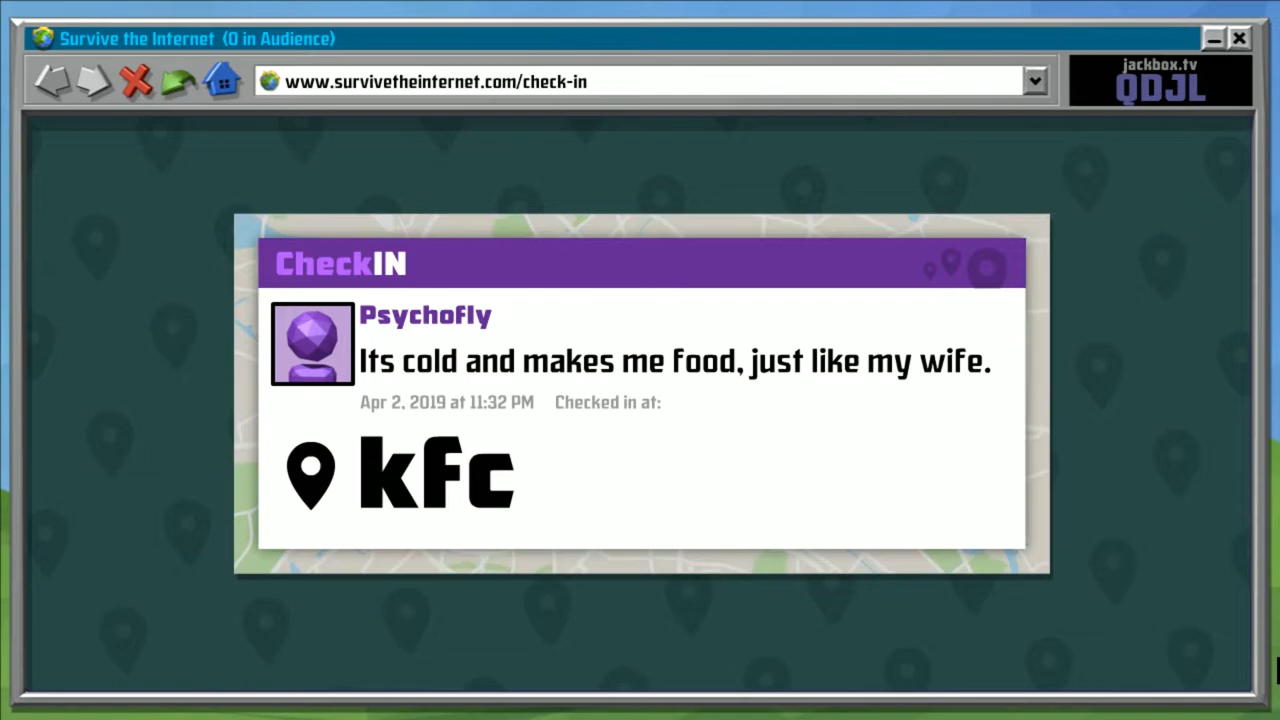 Survive the Internet (0 in Audience)
www.survivetheinternet.com/check-in
jackbox.tv
QDJL
CheckIN
Psychofly
Its cold and makes me food, just like my wife.
Apr 2, 2019 at 11:32 PM Checked in at:
kfc